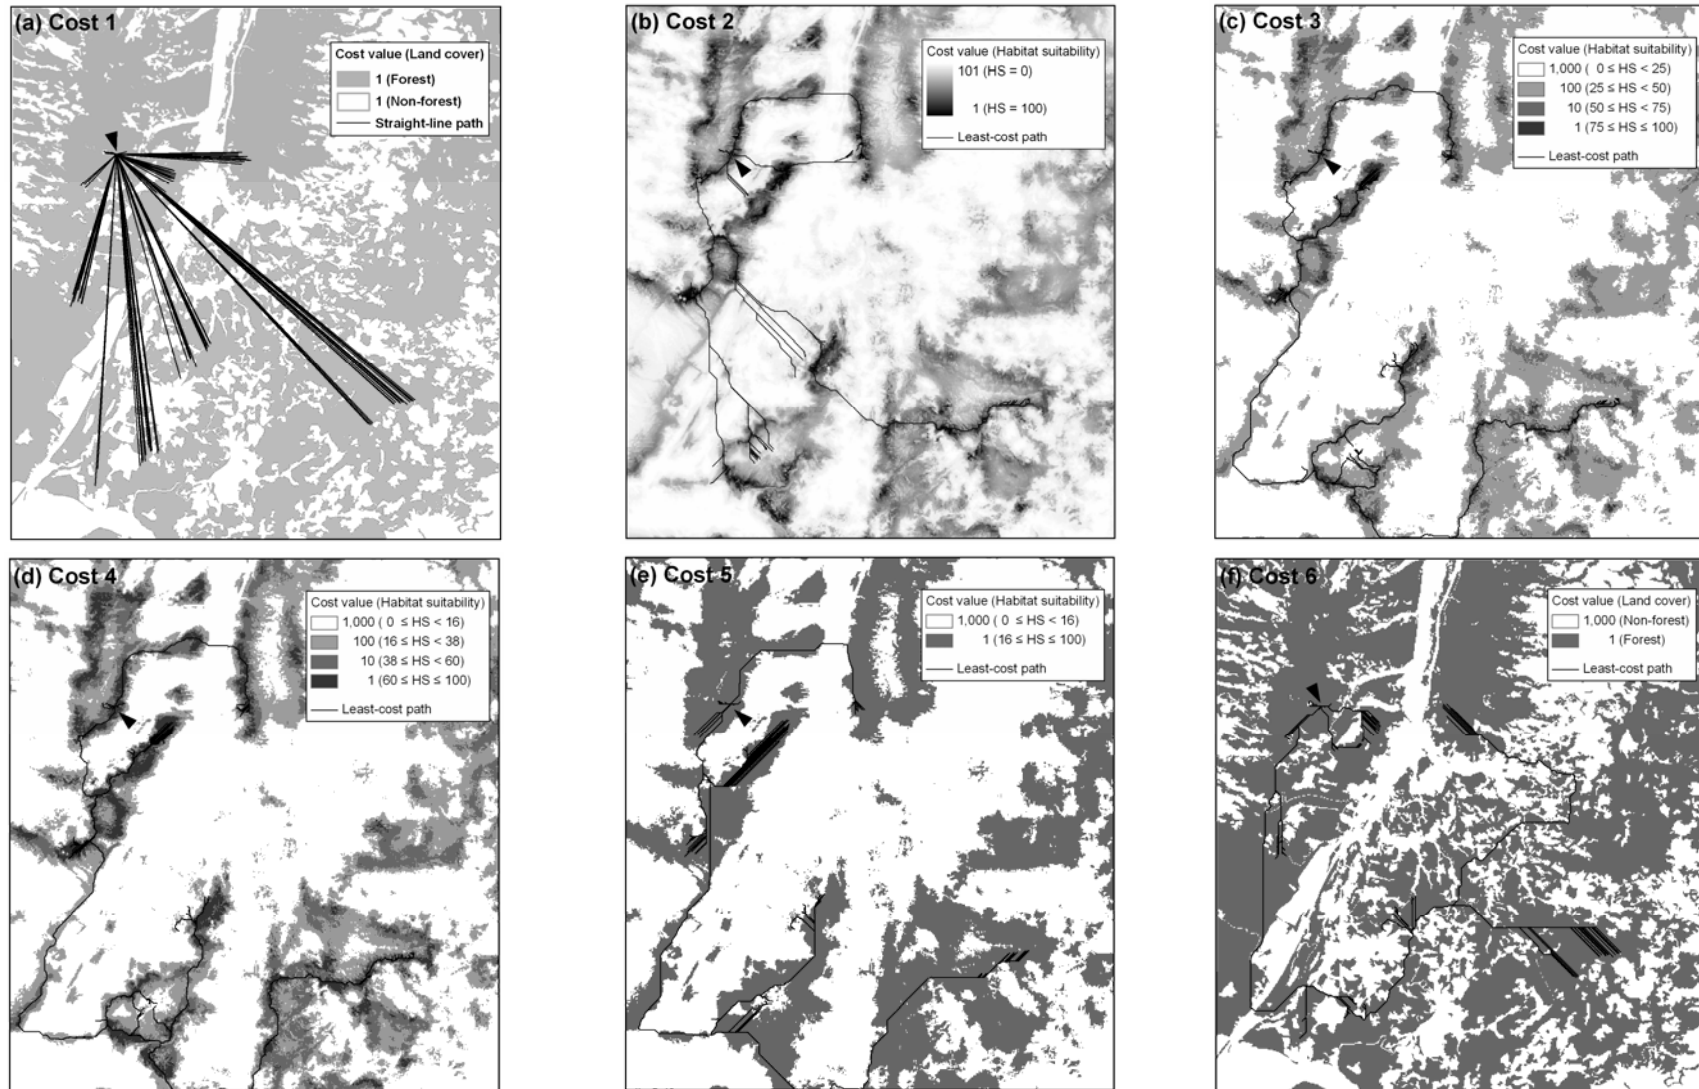 (a) Cost 1
Cost value (Land cover)
1 (Forest)
1 (Non-forest)
Straight-line path
(b) Cost 2
Cost value (Habitat suitability)
101 (HS = 0)
1 (HS = 100)
Least-cost path
(c) Cost 3
Cost value (Habitat suitability)
1,000 ( 0 ≤ HS < 25)
100 (25 ≤ HS < 50)
10 (50 ≤ HS < 75)
1 (75 ≤ HS ≤ 100)
Least-cost path
(d) Cost 4
Cost value (Habitat suitability)
1,000 ( 0 ≤ HS < 16)
100 (16 ≤ HS < 38)
10 (38 ≤ HS < 60)
1 (60 ≤ HS ≤ 100)
Least-cost path
(e) Cost 5
Cost value (Habitat suitability)
1,000 ( 0 ≤ HS < 16)
1 (16 ≤ HS ≤ 100)
Least-cost path
(f) Cost 6
Cost value (Land cover)
1,000 (Non-forest)
1 (Forest)
Least-cost path